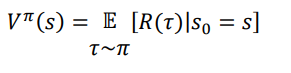 V^π(s) = 𝔼 [R(τ)|s₀ = s]
τ~π